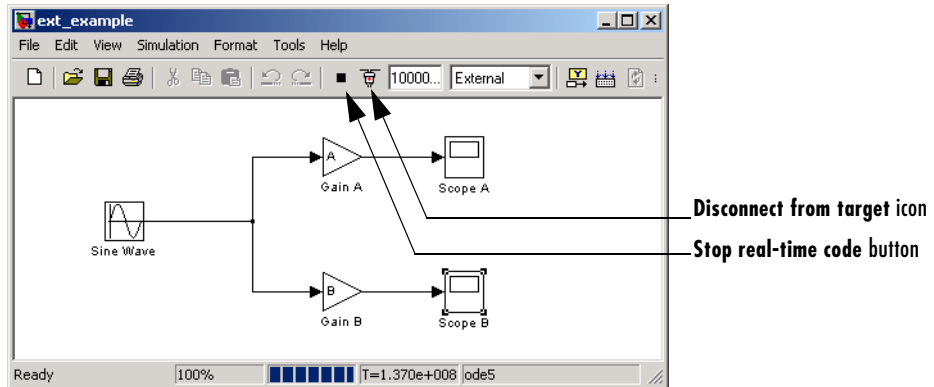 ext_example
File Edit View Simulation Format Tools Help
10000... External
A
Gain A
Scope A
Sine Wave
B
Gain B
Scope B
Disconnect from target icon
Stop real-time code button
Ready 100% T=1.370e+008 ode5